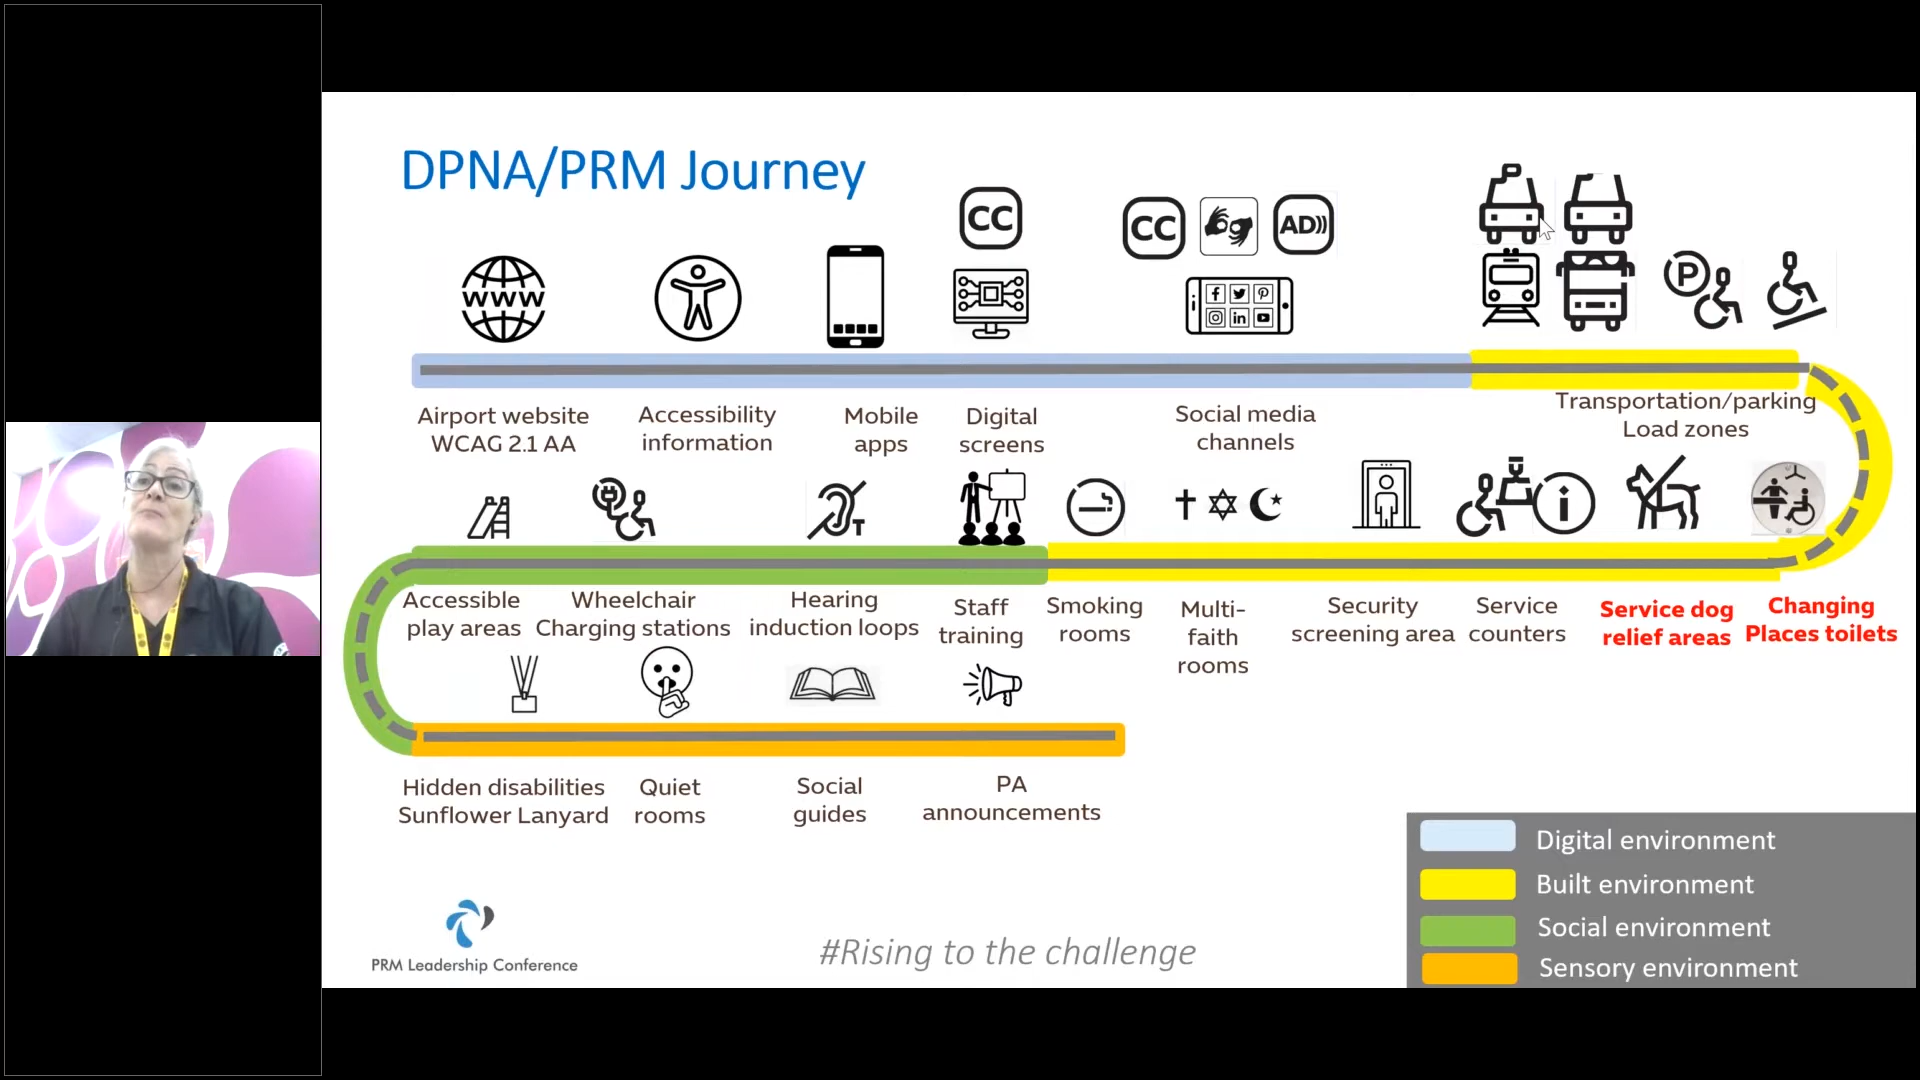 DPNA/PRM Journey
CC
CC
AD
WWW
P
Airport website
WCAG 2.1 AA
Accessibility
information
Mobile
apps
Digital
screens
Social media
channels
Transportation/parking
Load zones
T
i
Accessible
play areas
Wheelchair
Charging stations
Hearing
induction loops
Staff
training
Smoking
rooms
Multi-
faith
rooms
Security
screening area
Service
counters
Service dog
relief areas
Changing
Places toilets
Hidden disabilities
Sunflower Lanyard
Quiet
rooms
Social
guides
PA
announcements
Digital environment
Built environment
Social environment
Sensory environment
PRM Leadership Conference
#Rising to the challenge